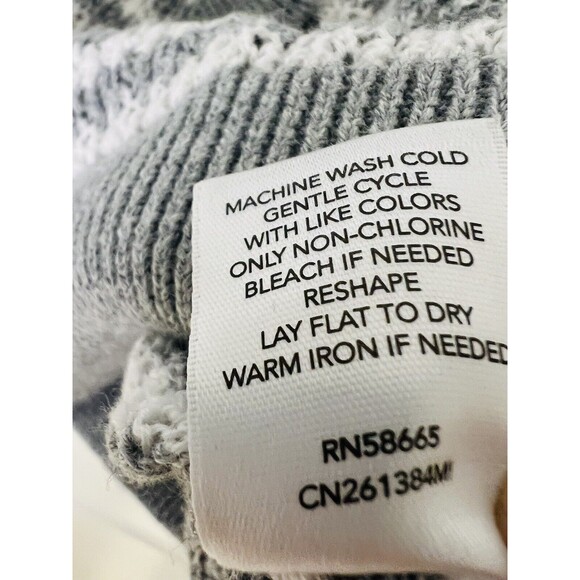 MACHINE WASH COLD
GENTLE CYCLE
WITH LIKE COLORS
ONLY NON-CHLORINE
BLEACH IF NEEDED
RESHAPE
LAY FLAT TO DRY
WARM IRON IF NEEDED
RN58665